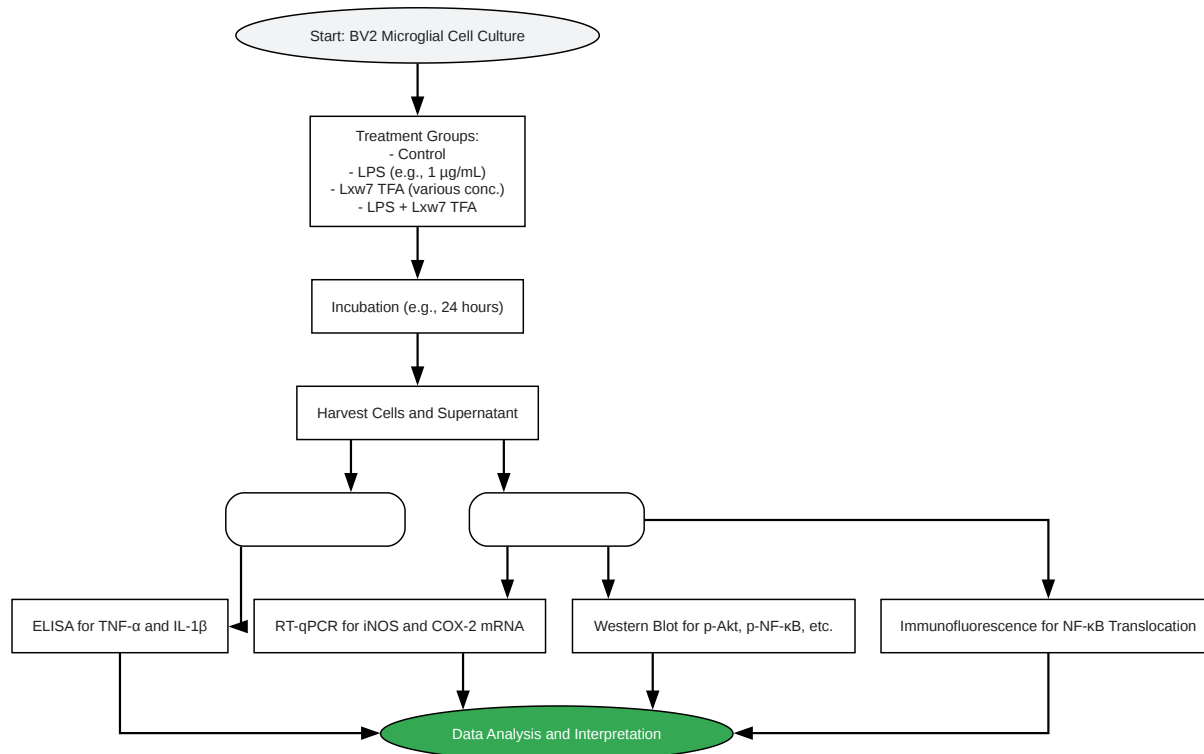 Start: BV2 Microglial Cell Culture
Treatment Groups:
- Control
- LPS (e.g., 1 µg/mL)
- Lxw7 TFA (various conc.)
- LPS + Lxw7 TFA
Incubation (e.g., 24 hours)
Harvest Cells and Supernatant
ELISA for TNF-α and IL-1β
RT-qPCR for iNOS and COX-2 mRNA
Western Blot for p-Akt, p-NF-κB, etc.
Immunofluorescence for NF-κB Translocation
Data Analysis and Interpretation